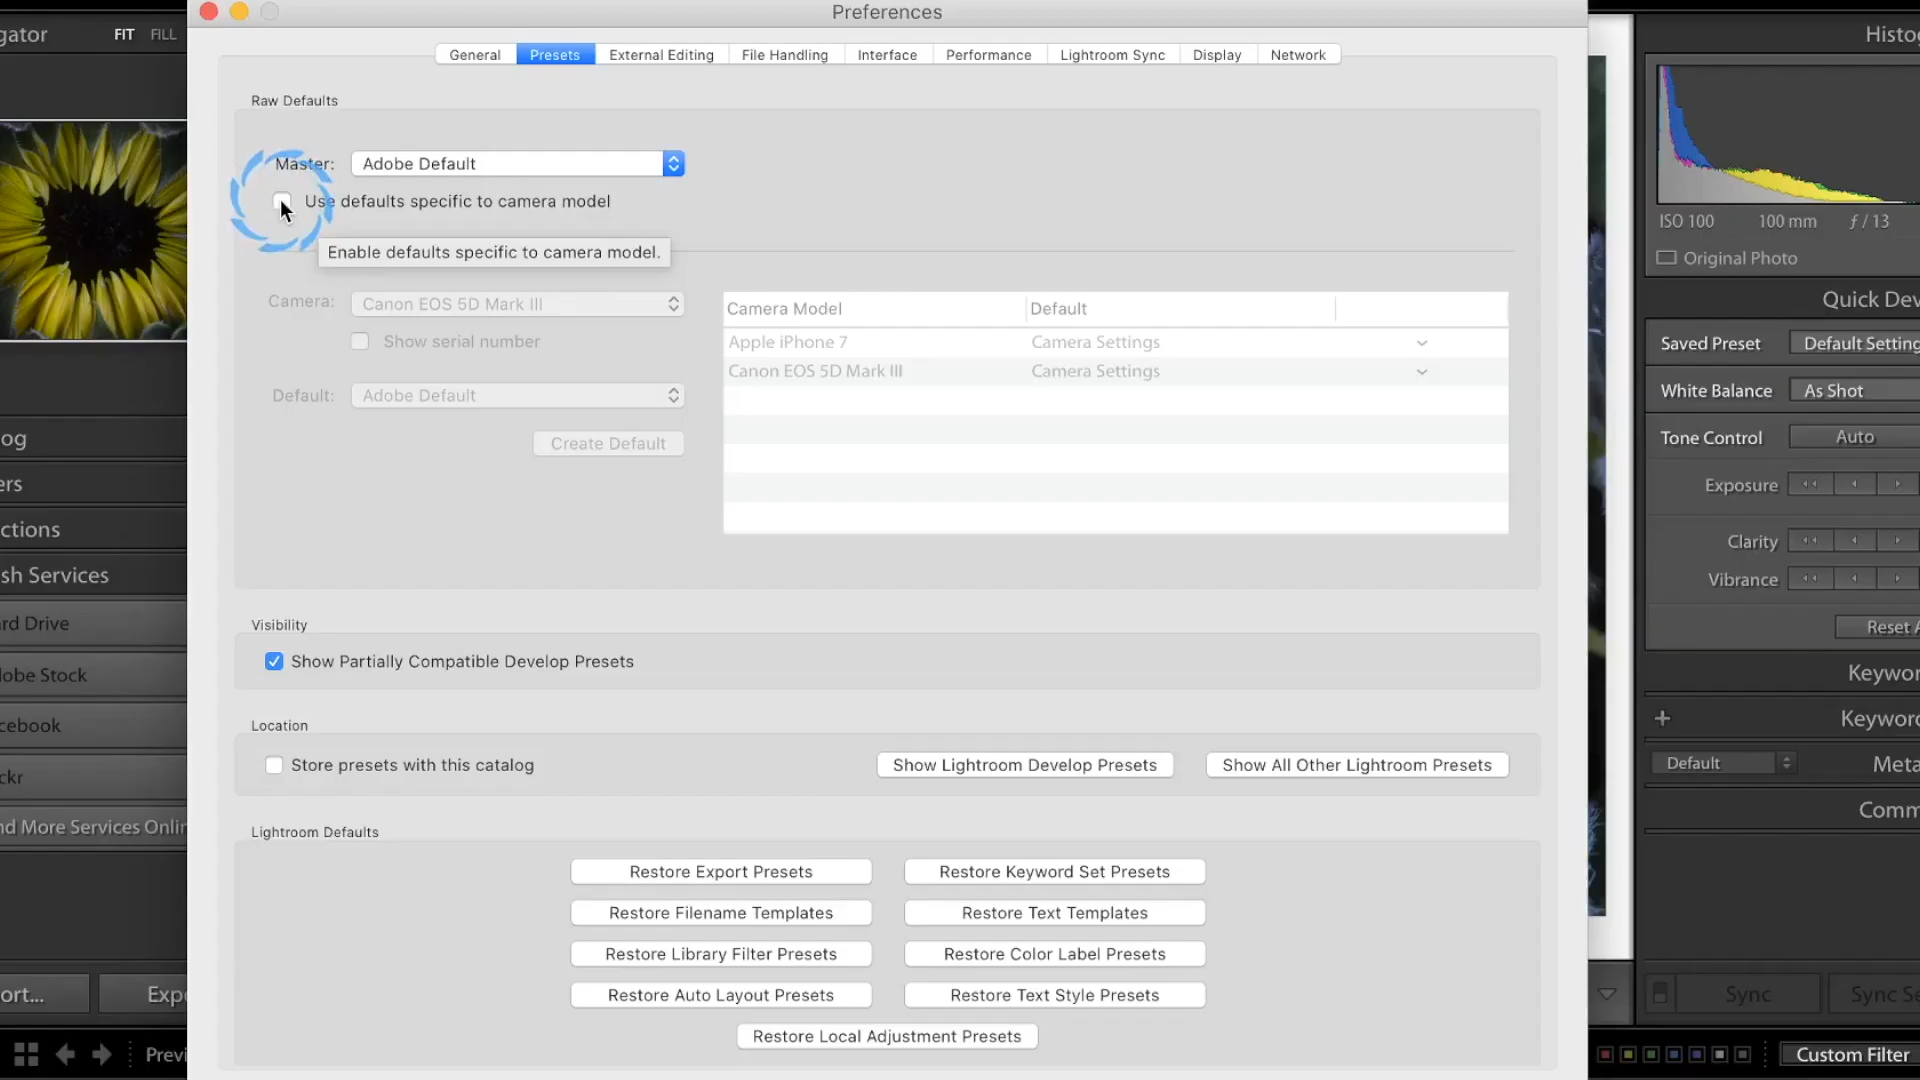 Preferences
gator FIT FILL
General Presets External Editing File Handling Interface Performance Lightroom Sync Display Network
Raw Defaults
Master: Adobe Default
Use defaults specific to camera model
Enable defaults specific to camera model.
Camera: Canon EOS 5D Mark III
Show serial number
Default: Adobe Default
Create Default
Camera Model Default
Apple iPhone 7 Camera Settings
Canon EOS 5D Mark III Camera Settings
Visibility
Show Partially Compatible Develop Presets
Location
Store presets with this catalog Show Lightroom Develop Presets Show All Other Lightroom Presets
Lightroom Defaults
Restore Export Presets Restore Keyword Set Presets
Restore Filename Templates Restore Text Templates
Restore Library Filter Presets Restore Color Label Presets
Restore Auto Layout Presets Restore Text Style Presets
Restore Local Adjustment Presets
og
ers
ctions
sh Services
rd Drive
obe Stock
cebook
ckr
nd More Services Onlin
ort... Expo
Previ
Histo
ISO 100 100 mm ƒ / 13
Original Photo
Quick Dev
Saved Preset Default Setting
White Balance As Shot
Tone Control Auto
Exposure
Clarity
Vibrance
Reset A
Keywor
+ Keyword
Default Meta
Comm
Sync Sync Se
Custom Filter